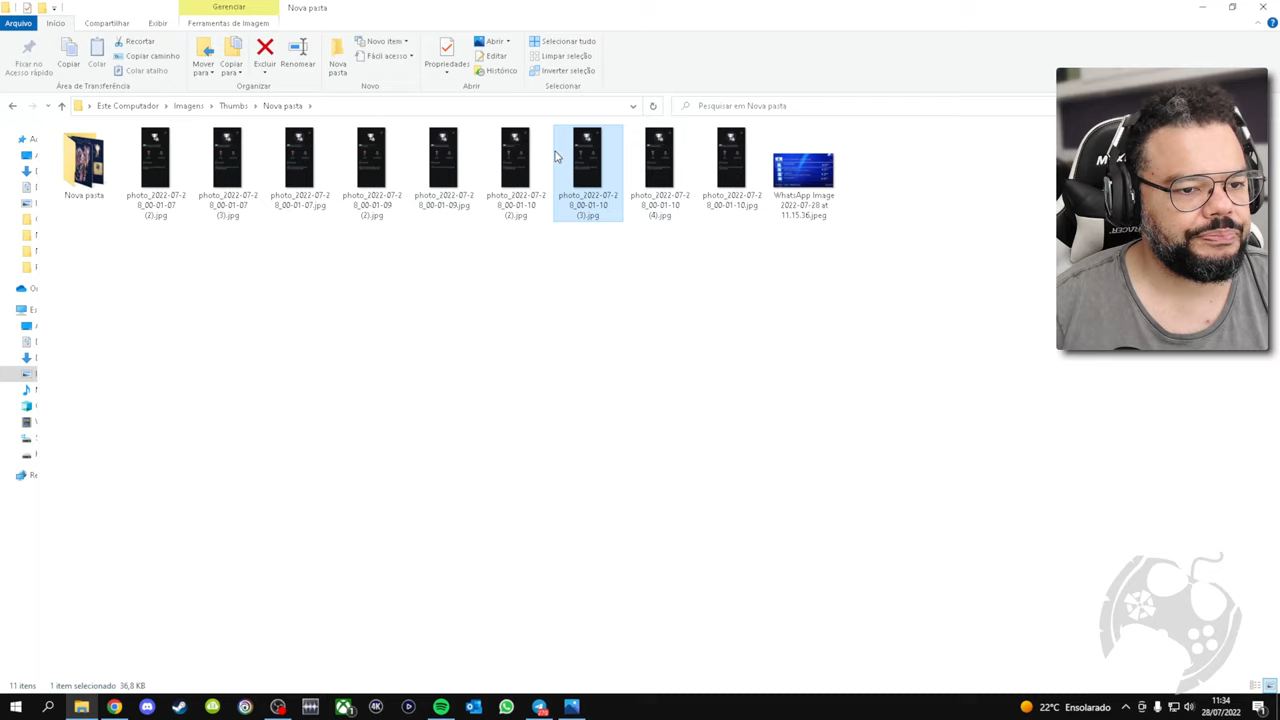 Gerenciar
Nova pasta
Arquivo
Início
Compartilhar
Exibir
Ferramentas de Imagem
Fixar no
Acesso rápido
Copiar
Colar
Recortar
Copiar caminho
Colar atalho
Área de Transferência
Mover
para
Copiar
para
Excluir
Renomear
Organizar
Nova
pasta
Novo item
Fácil acesso
Novo
Propriedades
Abrir
Editar
Histórico
Abrir
Selecionar tudo
Limpar seleção
Inverter seleção
Selecionar
Este Computador
Imagens
Thumbs
Nova pasta
Pesquisar em Nova pasta
Nova pasta
photo_2022-07-2
8_00-01-07
(2).jpg
photo_2022-07-2
8_00-01-07
(3).jpg
photo_2022-07-2
8_00-01-07.jpg
photo_2022-07-2
8_00-01-09
(2).jpg
photo_2022-07-2
8_00-01-09.jpg
photo_2022-07-2
8_00-01-10
(2).jpg
photo_2022-07-2
8_00-01-10
(3).jpg
photo_2022-07-2
8_00-01-10
(4).jpg
photo_2022-07-2
8_00-01-10.jpg
WhatsApp Image
2022-07-28 at
11.15.36.jpeg
11 itens
1 item selecionado 36,8 KB
4K
22°C Ensolarado
11:34
28/07/2022